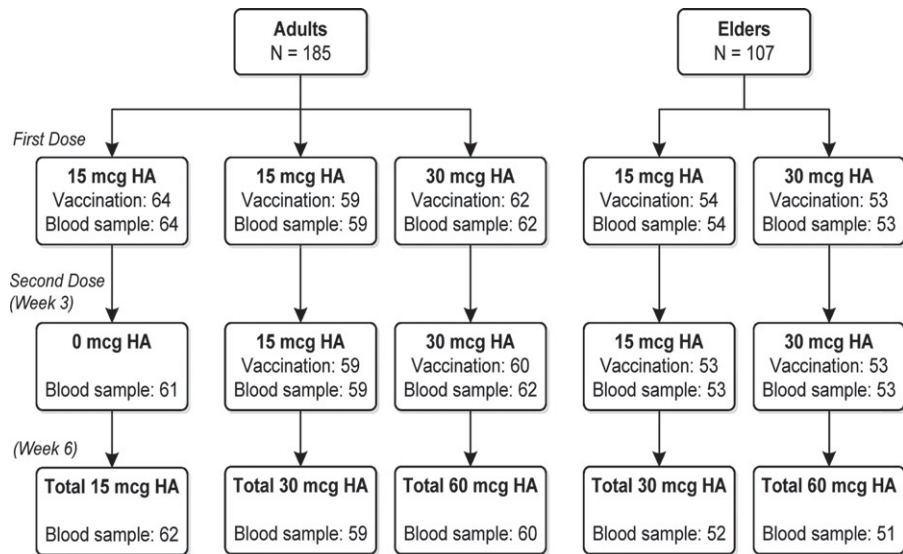 Adults
N = 185
Elders
N = 107
First Dose
15 mcg HA
Vaccination: 64
Blood sample: 64
15 mcg HA
Vaccination: 59
Blood sample: 59
30 mcg HA
Vaccination: 62
Blood sample: 62
15 mcg HA
Vaccination: 54
Blood sample: 54
30 mcg HA
Vaccination: 53
Blood sample: 53
Second Dose
(Week 3)
0 mcg HA
Blood sample: 61
15 mcg HA
Vaccination: 59
Blood sample: 59
30 mcg HA
Vaccination: 60
Blood sample: 62
15 mcg HA
Vaccination: 53
Blood sample: 53
30 mcg HA
Vaccination: 53
Blood sample: 53
(Week 6)
Total 15 mcg HA
Blood sample: 62
Total 30 mcg HA
Blood sample: 59
Total 60 mcg HA
Blood sample: 60
Total 30 mcg HA
Blood sample: 52
Total 60 mcg HA
Blood sample: 51